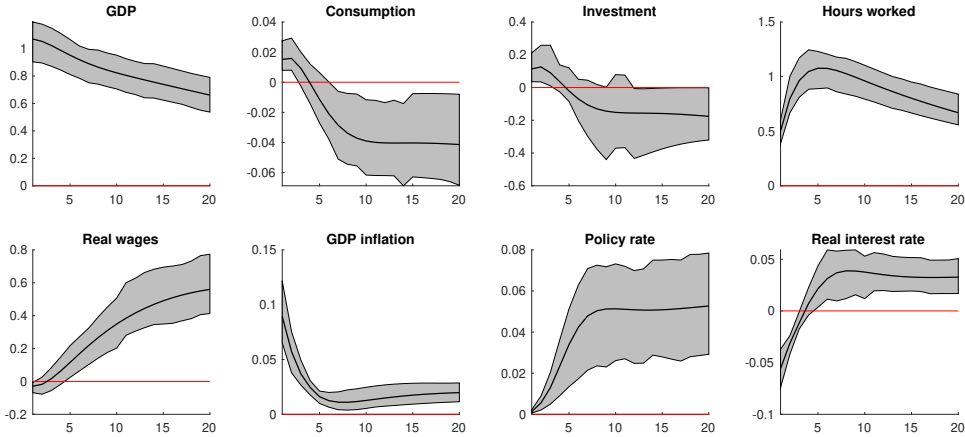 GDP
1
0.8
0.6
0.4
0.2
0
5 10 15 20
Consumption
0.04
0.02
0
-0.02
-0.04
-0.06
5 10 15 20
Investment
0.4
0.2
0
-0.2
-0.4
-0.6
5 10 15 20
Hours worked
1.5
1
0.5
0
5 10 15 20
Real wages
0.8
0.6
0.4
0.2
0
-0.2
5 10 15 20
GDP inflation
0.15
0.1
0.05
0
5 10 15 20
Policy rate
0.08
0.06
0.04
0.02
0
5 10 15 20
Real interest rate
0.05
0
-0.05
-0.1
5 10 15 20